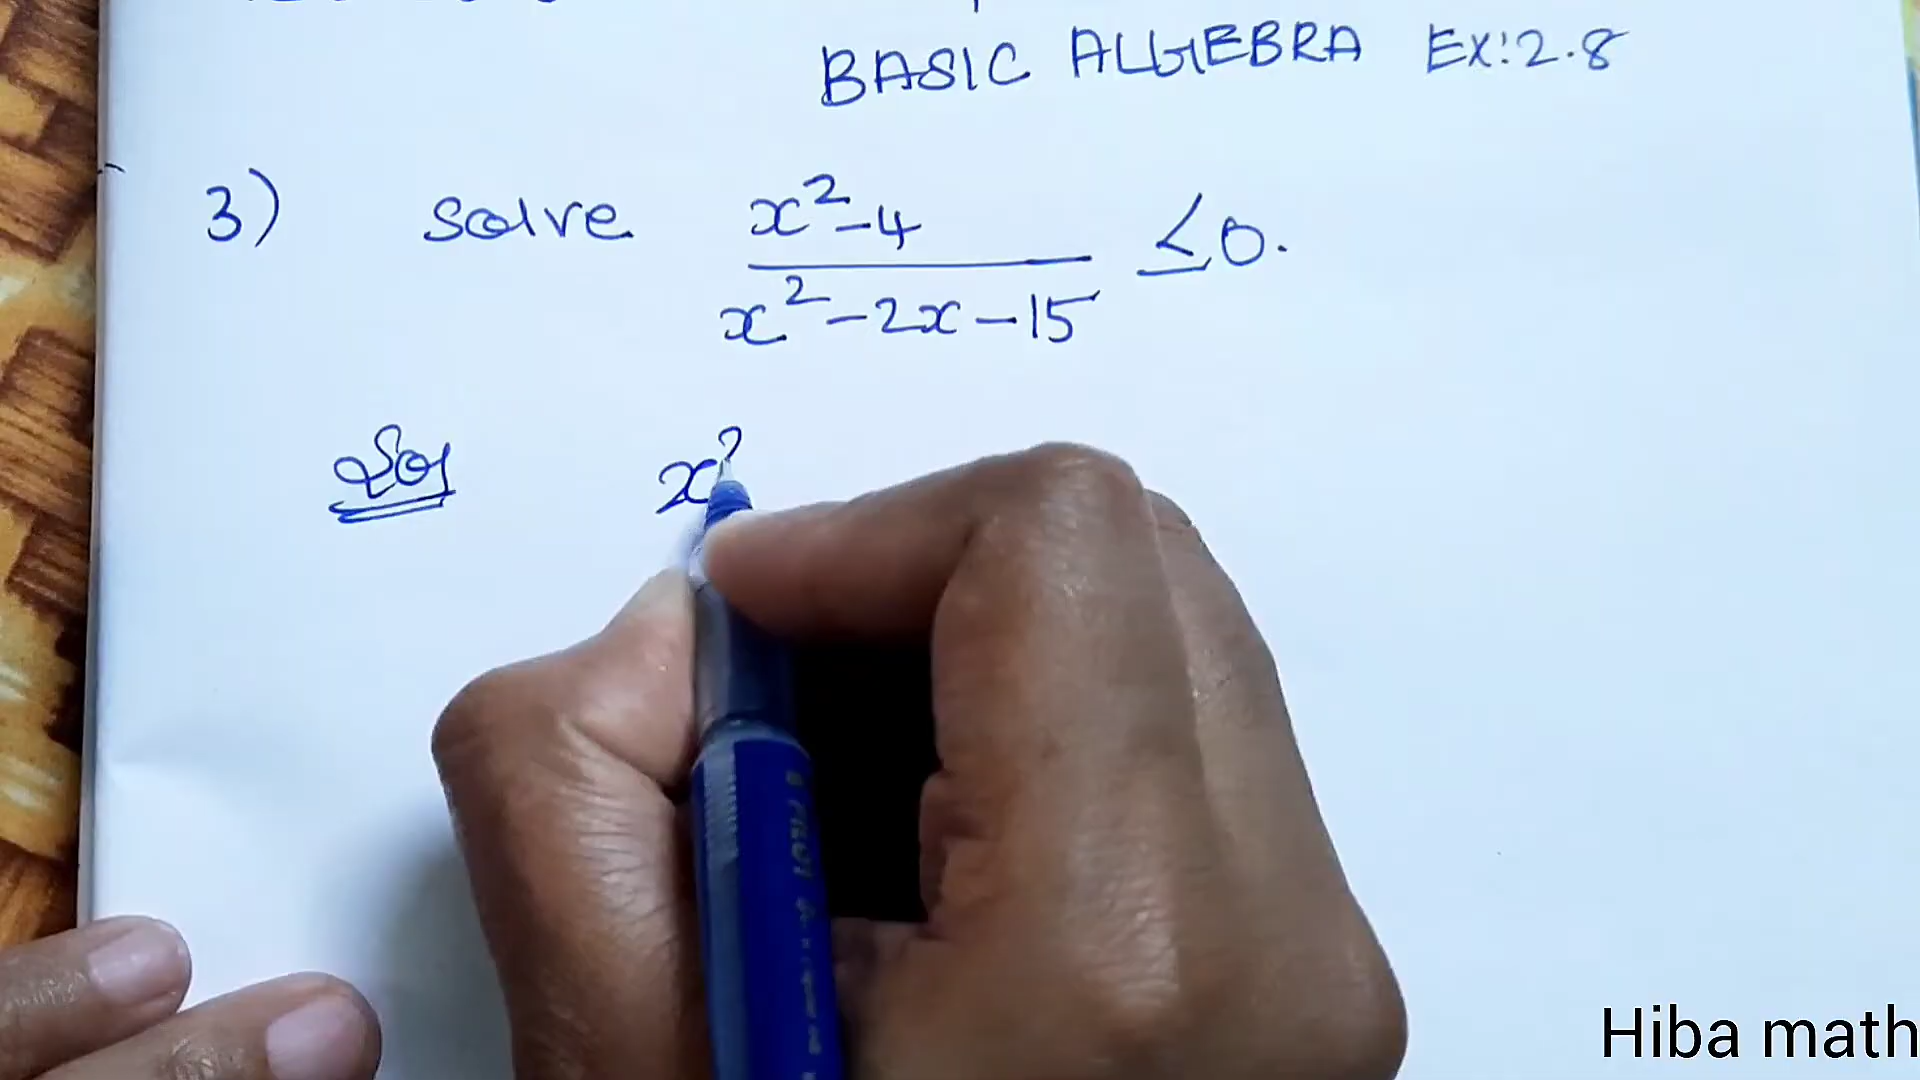 BASIC ALGEBRA EX: 2.8
3) solve x²-4 / x²-2x-15 ≤0.
Sol x²
Hiba math